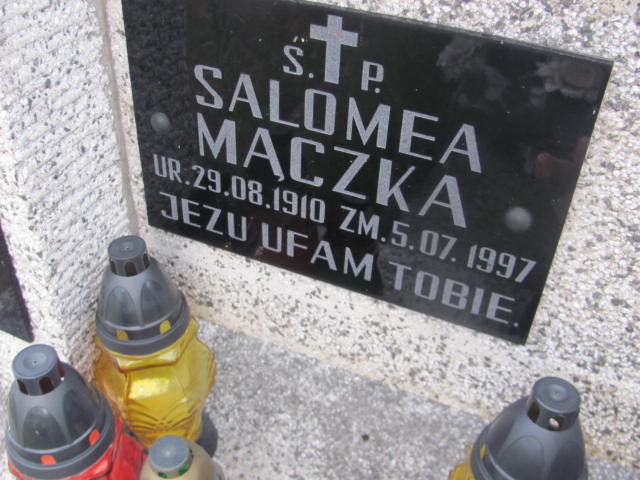 Ś. P.
SALOMEA
MĄCZKA
UR.29.08.1910 ZM.5.07.1997
JEZU UFAM TOBIE.